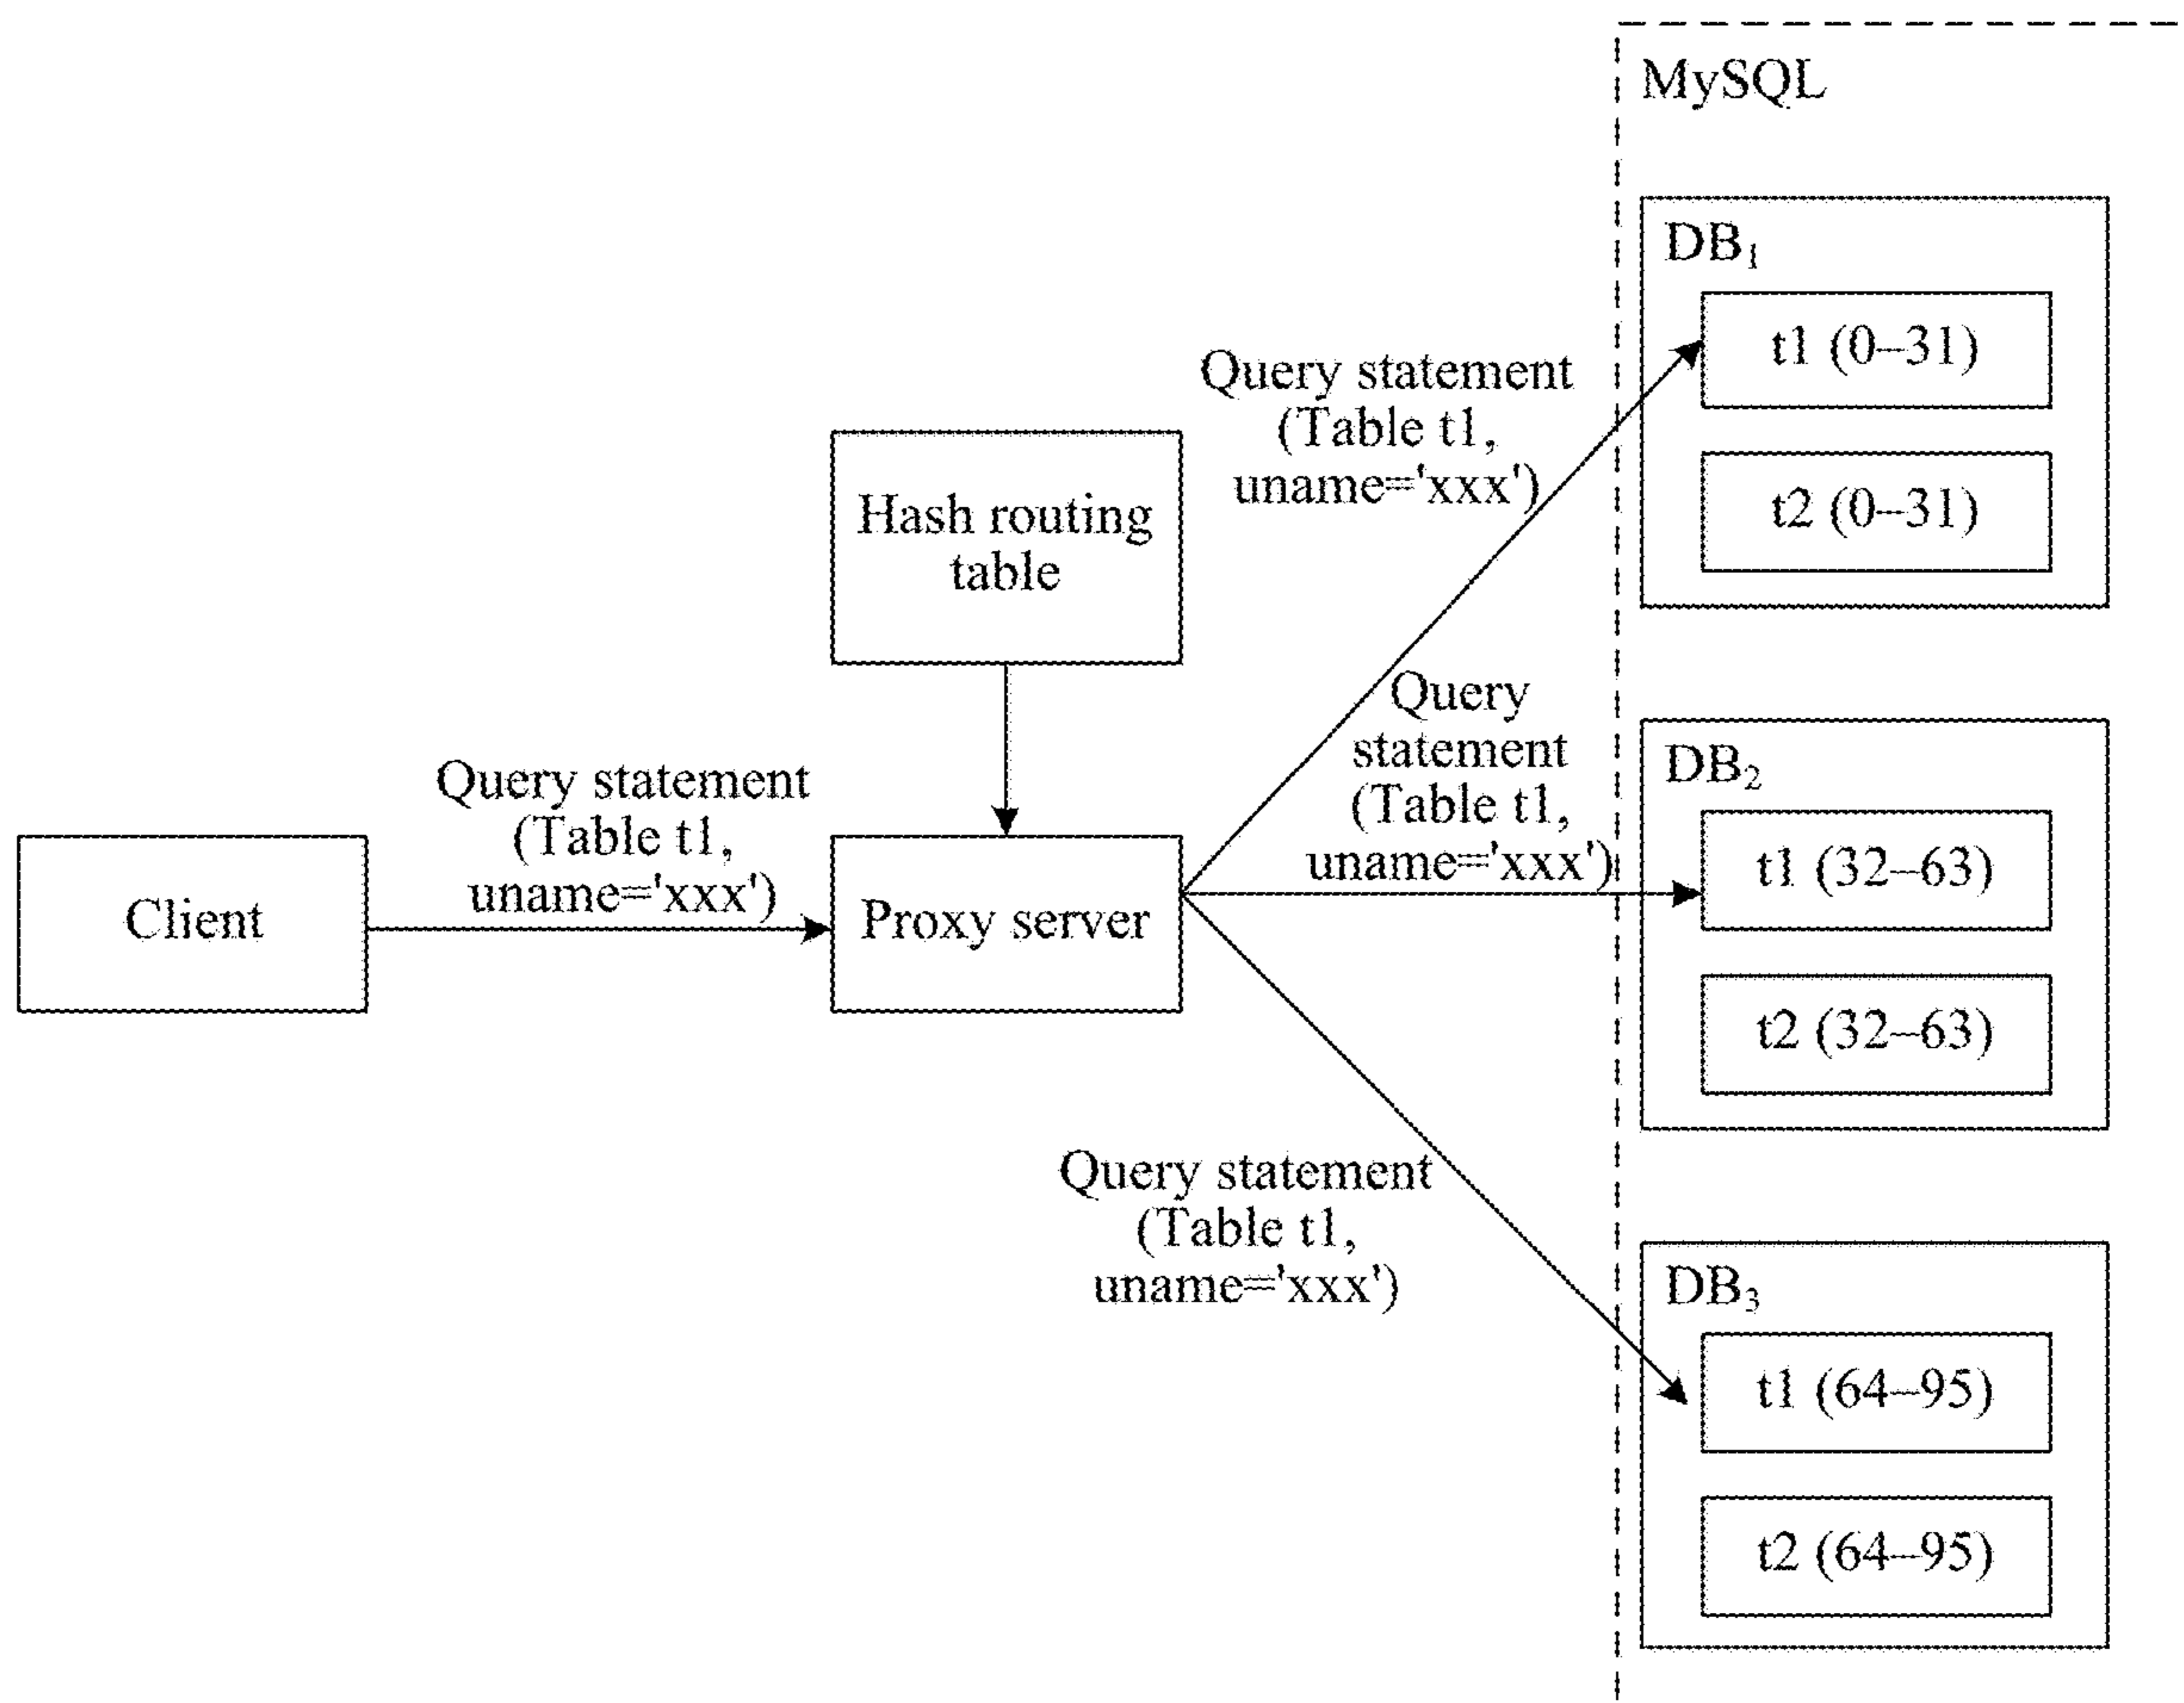 MySQL
DB₁
t1 (0–31)
t2 (0–31)
Query statement
(Table t1,
uname='xxx')
Hash routing
table
Query
statement
(Table t1,
uname='xxx')
DB₂
t1 (32–63)
t2 (32–63)
Query statement
(Table t1,
uname='xxx')
Client
Proxy server
Query statement
(Table t1,
uname='xxx')
DB₃
t1 (64–95)
t2 (64–95)